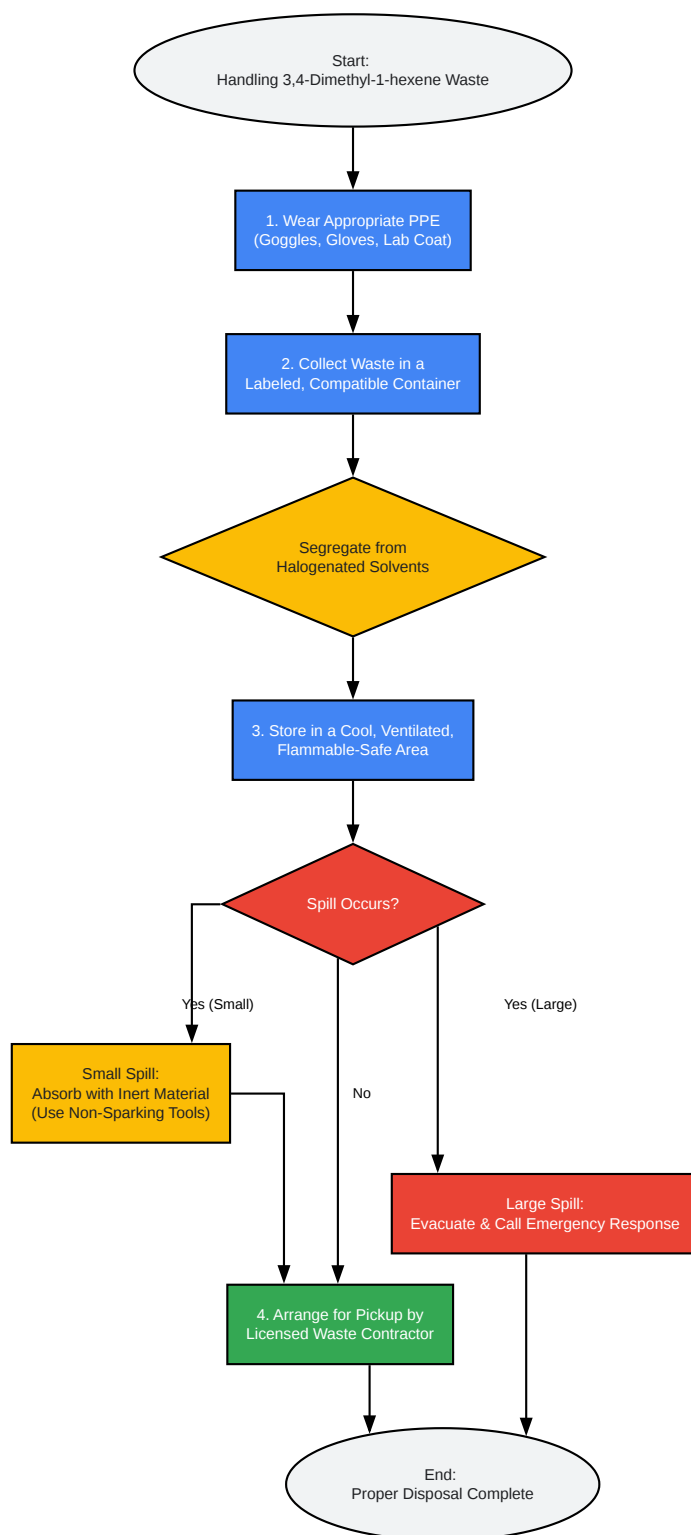 Start:
Handling 3,4-Dimethyl-1-hexene Waste
1. Wear Appropriate PPE
(Goggles, Gloves, Lab Coat)
2. Collect Waste in a
Labeled, Compatible Container
Segregate from
Halogenated Solvents
3. Store in a Cool, Ventilated,
Flammable-Safe Area
Spill Occurs?
Yes (Small)
Yes (Large)
Small Spill:
Absorb with Inert Material
(Use Non-Sparking Tools)
No
Large Spill:
Evacuate & Call Emergency Response
4. Arrange for Pickup by
Licensed Waste Contractor
End:
Proper Disposal Complete